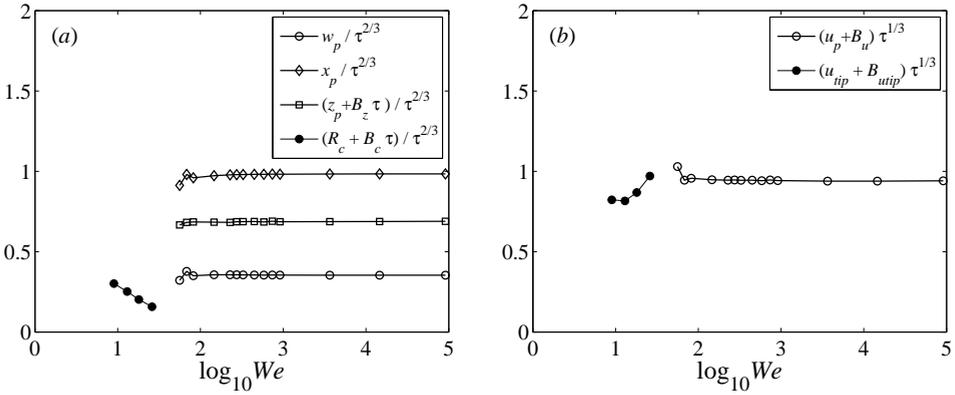 (a)
w_p / τ^{2/3}
x_p / τ^{2/3}
(z_p+B_z τ ) / τ^{2/3}
(R_c + B_c τ) / τ^{2/3}
2
1.5
1
0.5
0
0 1 2 3 4 5
log_{10}We
(b)
(u_p+B_u) τ^{1/3}
(u_{tip} + B_{utip}) τ^{1/3}
2
1.5
1
0.5
0
0 1 2 3 4 5
log_{10}We